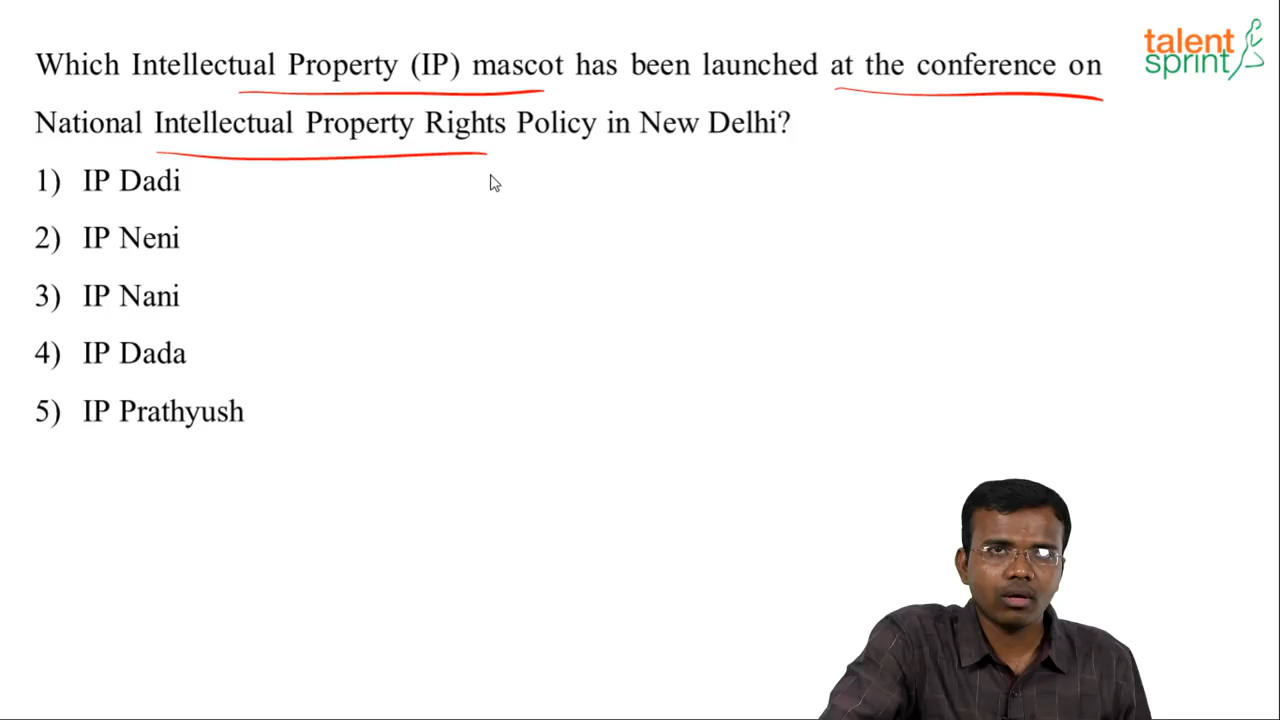 talent
sprint
Which Intellectual Property (IP) mascot has been launched at the conference on
National Intellectual Property Rights Policy in New Delhi?
1) IP Dadi
2) IP Neni
3) IP Nani
4) IP Dada
5) IP Prathyush